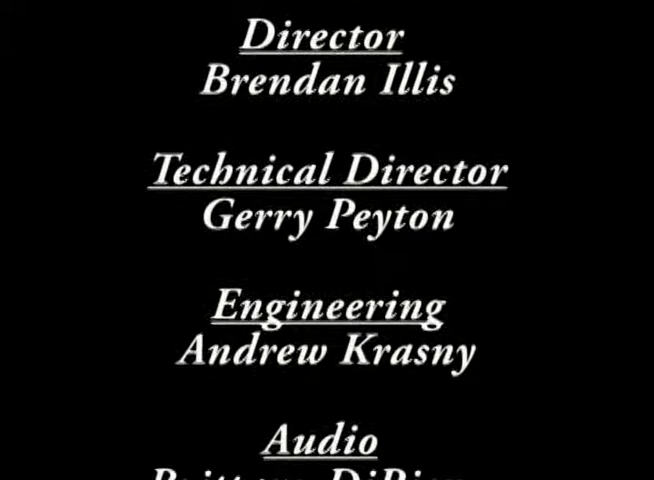 Director
Brendan Illis
Technical Director
Gerry Peyton
Engineering
Andrew Krasny
Audio